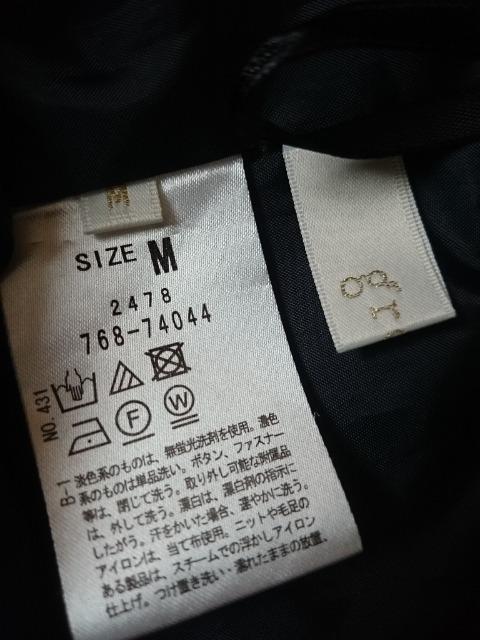 SIZE M
2478
768-74044
NO.431
F
W
B-1
淡色系のものは、無蛍光洗剤を使用。濃色
系のものは単品洗い。ボタン、ファスナー
等は、閉じて洗う。取り外し可能な附属品
は、外して洗う。漂白は、漂白剤の指示に
したがう。汗をかいた場合、速やかに洗う。
アイロンは、当て布使用。ニットや毛足の
ある製品は、スチームでの浮かしアイロン
仕上げ。つけ置き洗い・濡れたままの放置、